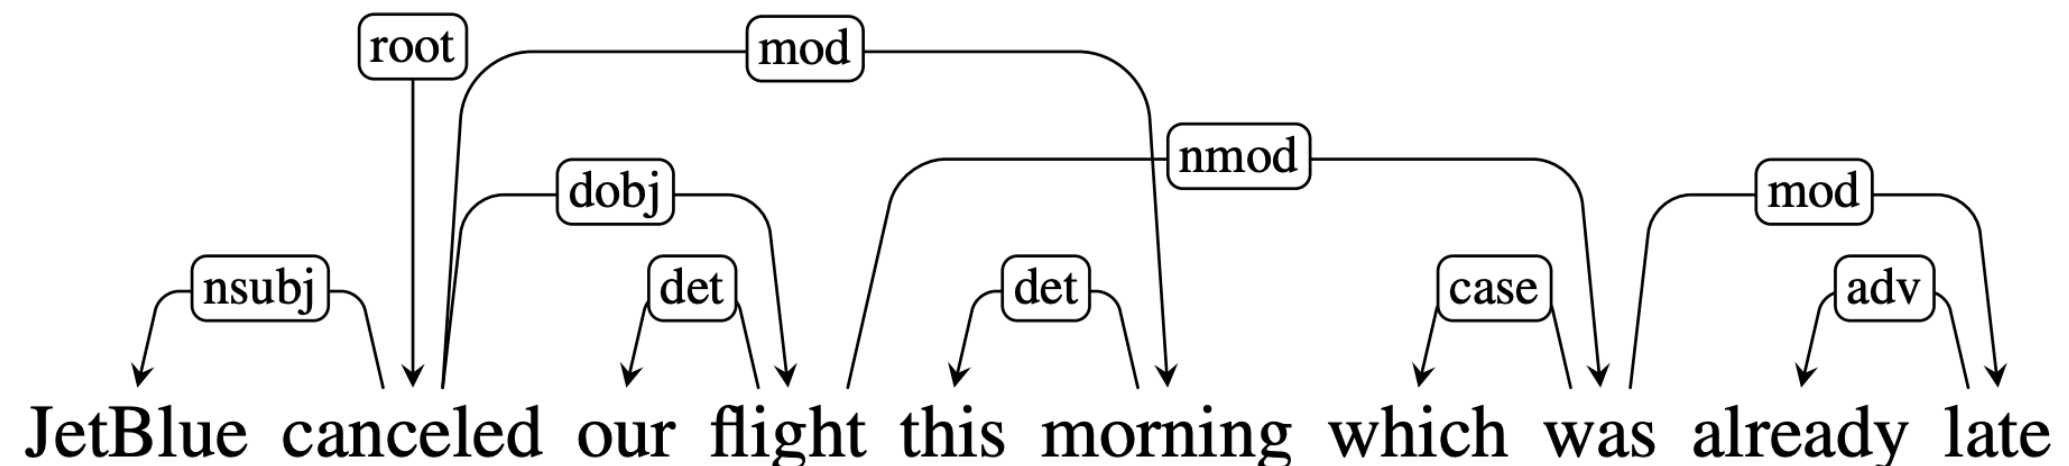 root
mod
nmod
dobj
mod
nsubj
det
det
case
adv
JetBlue canceled our flight this morning which was already late